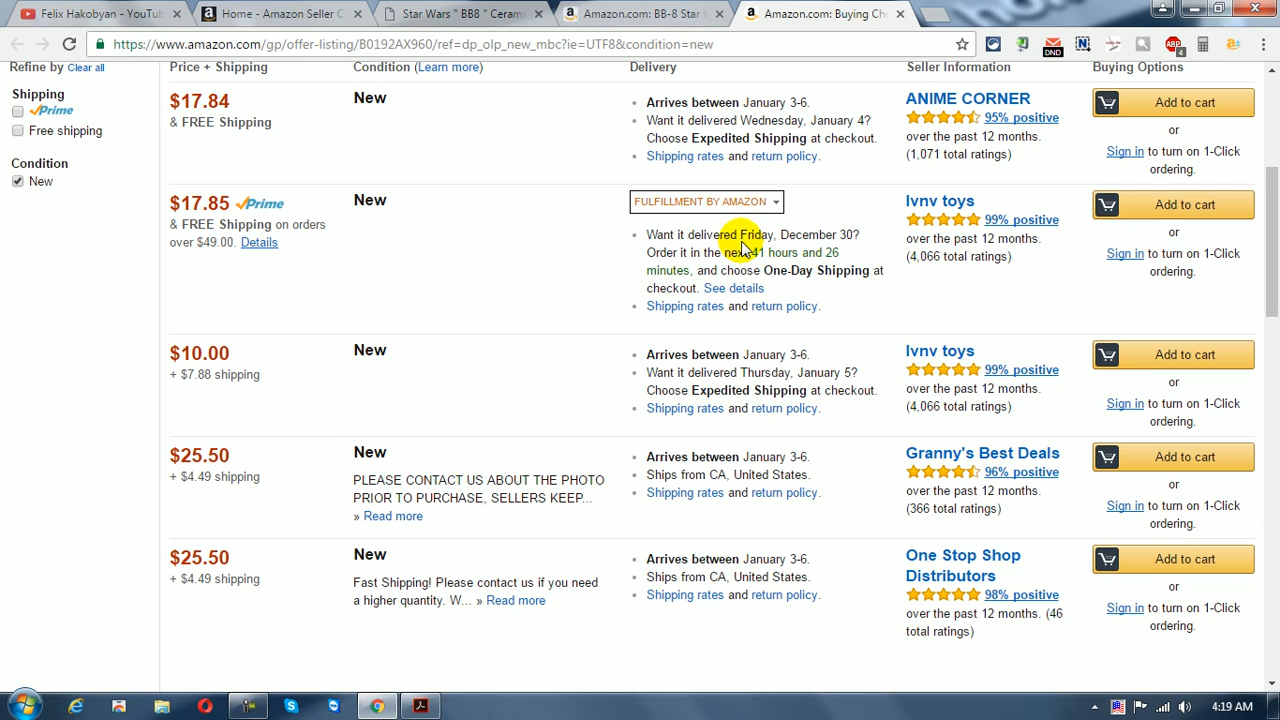 Felix Hakobyan - YouTub
Home - Amazon Seller C
Star Wars " BB8 " Ceram
Amazon.com: BB-8 Star
Amazon.com: Buying Ch
https://www.amazon.com/gp/offer-listing/B0192AX060/ref=dp_olp_new_mbc?ie=UTF8&condition=new
DND
ABP
4
Refine by Clear all
Price + Shipping
Condition (Learn more)
Delivery
Seller Information
Buying Options
Shipping
Prime
Free shipping
Condition
New
$17.84
& FREE Shipping
New
Arrives between January 3-6.
Want it delivered Wednesday, January 4?
Choose Expedited Shipping at checkout.
Shipping rates and return policy.
ANIME CORNER
95% positive
over the past 12 months.
(1,071 total ratings)
Add to cart
or
Sign in to turn on 1-Click
ordering.
$17.85 Prime
& FREE Shipping on orders
over $49.00. Details
New
FULFILLMENT BY AMAZON
Want it delivered Friday, December 30?
Order it in the next 41 hours and 26
minutes, and choose One-Day Shipping at
checkout. See details
Shipping rates and return policy.
lvnv toys
99% positive
over the past 12 months.
(4,066 total ratings)
Add to cart
or
Sign in to turn on 1-Click
ordering.
$10.00
+ $7.88 shipping
New
Arrives between January 3-6.
Want it delivered Thursday, January 5?
Choose Expedited Shipping at checkout.
Shipping rates and return policy.
lvnv toys
99% positive
over the past 12 months.
(4,066 total ratings)
Add to cart
or
Sign in to turn on 1-Click
ordering.
$25.50
+ $4.49 shipping
New
PLEASE CONTACT US ABOUT THE PHOTO
PRIOR TO PURCHASE, SELLERS KEEP...
» Read more
Arrives between January 3-6.
Ships from CA, United States.
Shipping rates and return policy.
Granny's Best Deals
96% positive
over the past 12 months.
(366 total ratings)
Add to cart
or
Sign in to turn on 1-Click
ordering.
$25.50
+ $4.49 shipping
New
Fast Shipping! Please contact us if you need
a higher quantity. W... » Read more
Arrives between January 3-6.
Ships from CA, United States.
Shipping rates and return policy.
One Stop Shop
Distributors
98% positive
over the past 12 months. (46
total ratings)
Add to cart
or
Sign in to turn on 1-Click
ordering.
4:19 AM